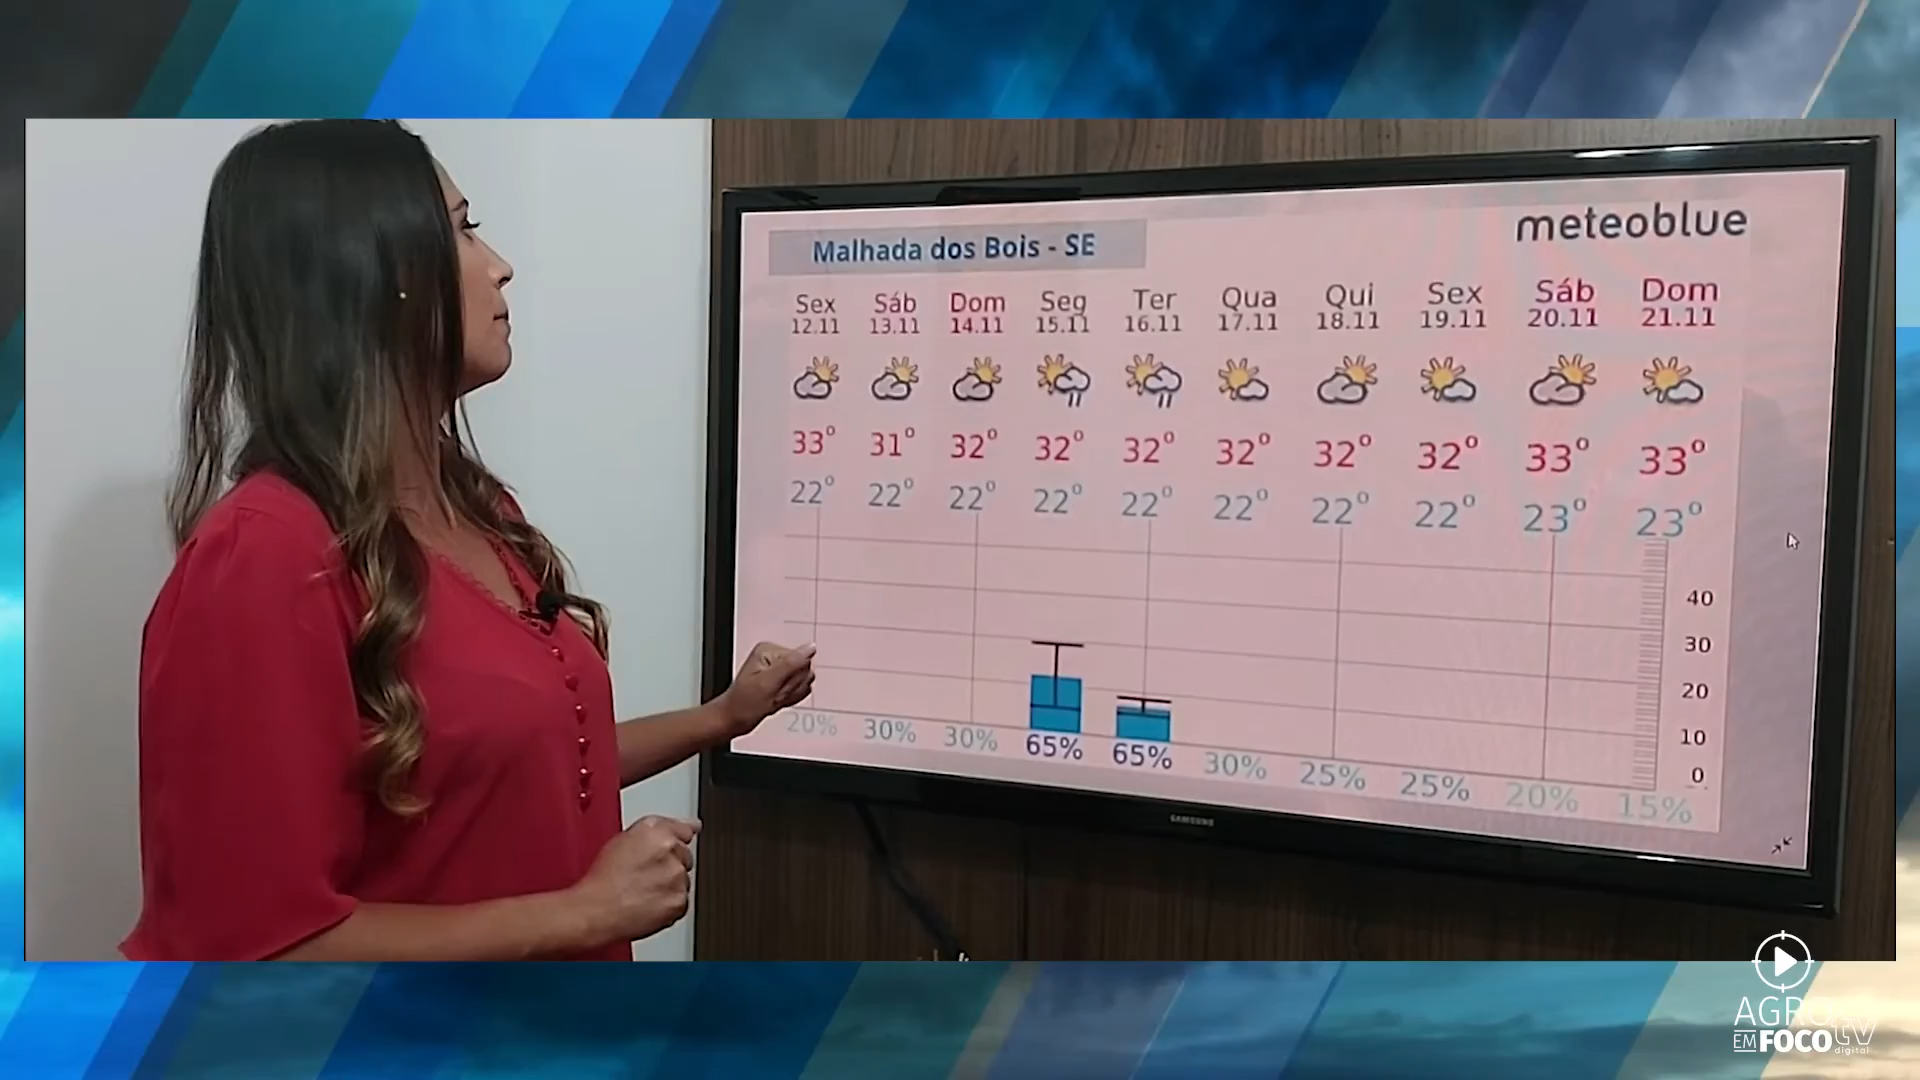 meteoblue
Malhada dos Bois - SE
Sex Sáb Dom Seg Ter Qua Qui Sex Sáb Dom
12.11 13.11 14.11 15.11 16.11 17.11 18.11 19.11 20.11 21.11
33° 31° 32° 32° 32° 32° 32° 32° 33° 33°
22° 22° 22° 22° 22° 22° 22° 22° 23° 23°
40
30
20
10
0
20% 30% 30% 65% 65% 30% 25% 25% 20% 15%
SAMSUNG
AGRO
EM FOCO tv
digital